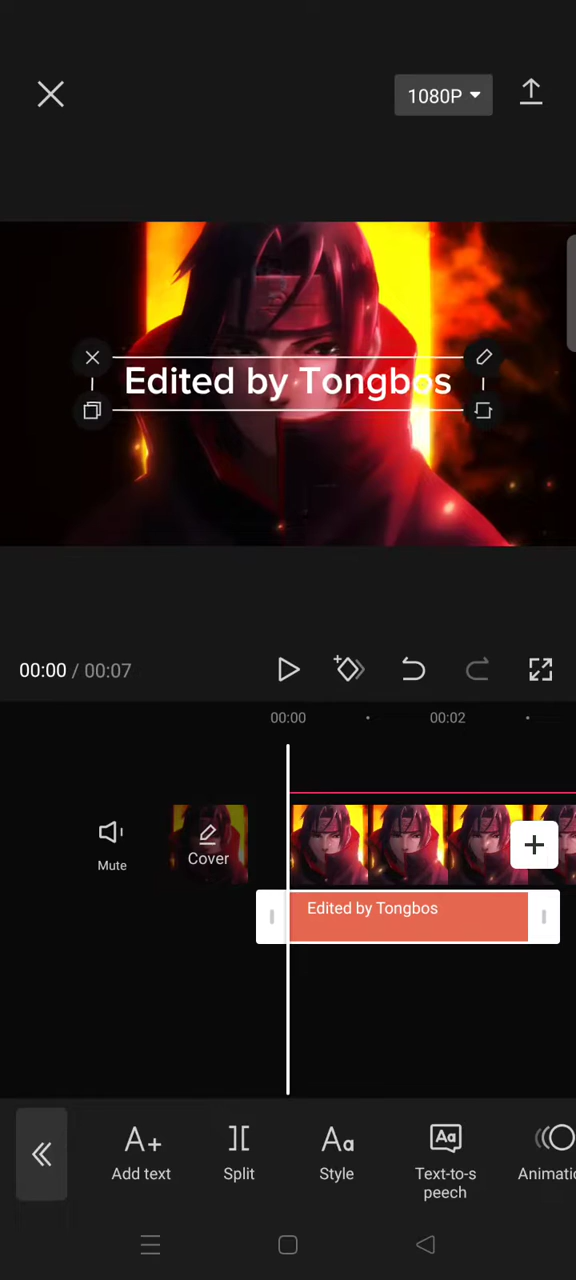 1080P
Edited by Tongbos
00:00 / 00:07
00:00
00:02
Mute
Cover
Edited by Tongbos
Aa
Add text
Split
Style
Text-to-s
peech
Animatio